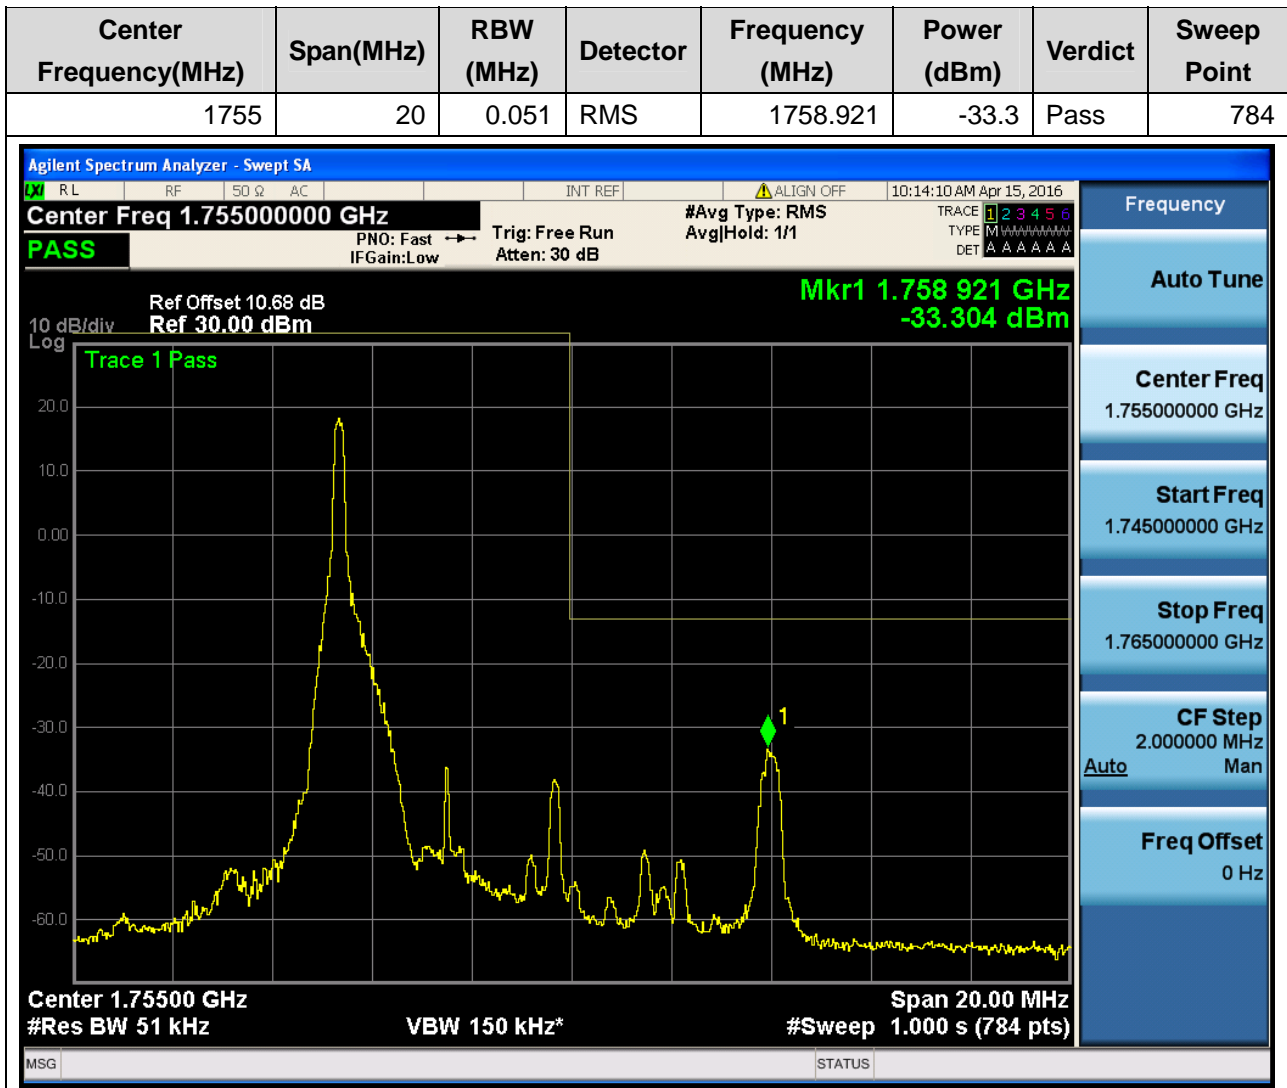 Center Frequency(MHz) Span(MHz) RBW (MHz) Detector Frequency (MHz) Power (dBm) Verdict Sweep Point
1755 20 0.051 RMS 1758.921 -33.3 Pass 784
Agilent Spectrum Analyzer - Swept SA
LXI RL RF 50 Ω AC INT REF ALIGN OFF 10:14:10 AM Apr 15, 2016
Center Freq 1.755000000 GHz
PASS
PNO: Fast
IFGain:Low
Trig: Free Run
Atten: 30 dB
#Avg Type: RMS
Avg|Hold: 1/1
TRACE 1 2 3 4 5 6
TYPE M
DET A A A A A A
Mkr1 1.758 921 GHz
-33.304 dBm
Ref Offset 10.68 dB
10 dB/div Ref 30.00 dBm
Log
Trace 1 Pass
20.0
10.0
0.00
-10.0
-20.0
-30.0
-40.0
-50.0
-60.0
1
Center 1.75500 GHz Span 20.00 MHz
#Res BW 51 kHz VBW 150 kHz* #Sweep 1.000 s (784 pts)
MSG STATUS
Frequency
Auto Tune
Center Freq
1.755000000 GHz
Start Freq
1.745000000 GHz
Stop Freq
1.765000000 GHz
CF Step
2.000000 MHz
Auto Man
Freq Offset
0 Hz